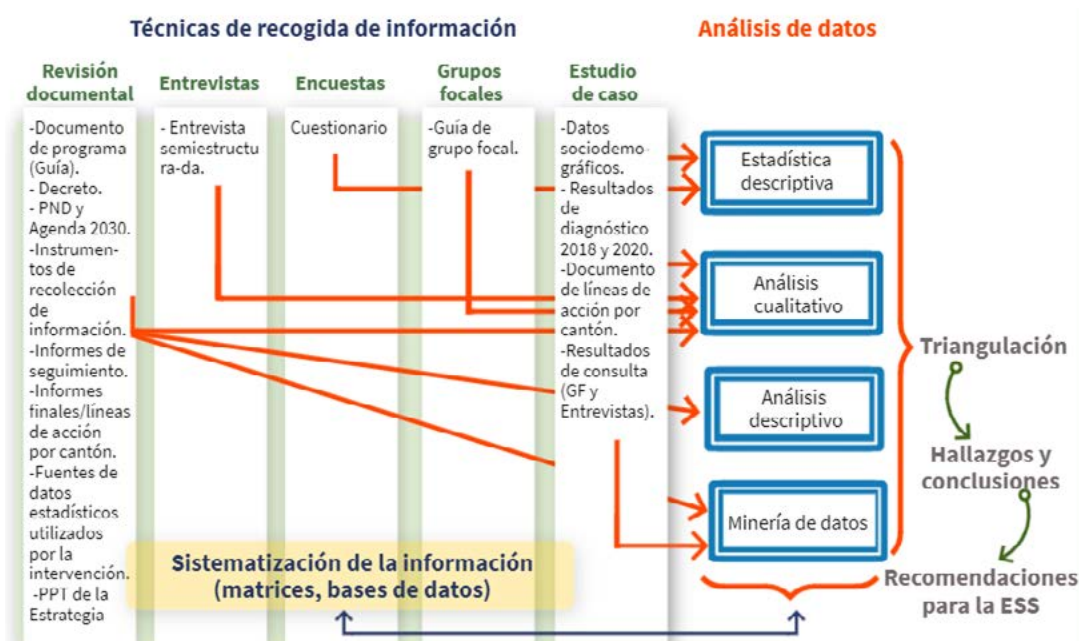 Técnicas de recogida de información
Análisis de datos
Revisión
documental
Entrevistas
Encuestas
Grupos
focales
Estudio
de caso
-Documento
de programa
(Guía).
- Decreto.
- PND y
Agenda 2030.
-Instrumen-
tos de
recolección
de
información.
-Informes de
seguimiento.
-Informes
finales/líneas
de acción
por cantón.
-Fuentes de
datos
estadísticos
utilizados
por la
intervención.
-PPT de la
Estrategia
- Entrevista
semiestructu
ra-da.
Cuestionario
-Guía de
grupo focal.
-Datos
sociodemo-
gráficos.
- Resultados
de
diagnóstico
2018 y 2020.
-Documento
de líneas de
acción por
cantón.
-Resultados
de consulta
(GF y
Entrevistas).
Estadística
descriptiva
Análisis
cualitativo
Análisis
descriptivo
Minería de datos
Triangulación
Hallazgos y
conclusiones
Recomendaciones
para la ESS
Sistematización de la información
(matrices, bases de datos)